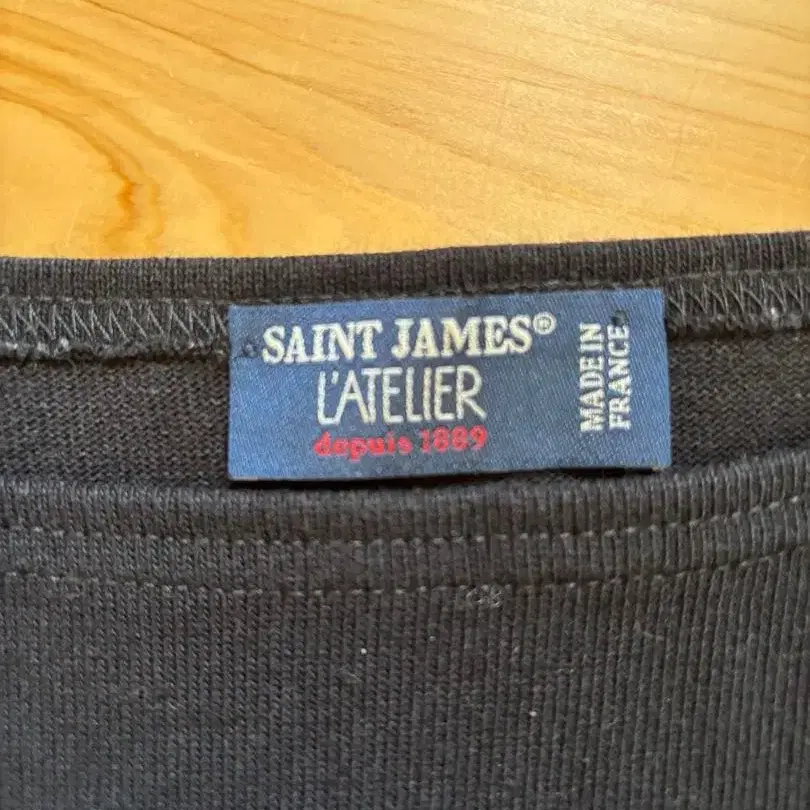 SAINT JAMES®
L'ATELIER
depuis 1889
MADE IN
FRANCE